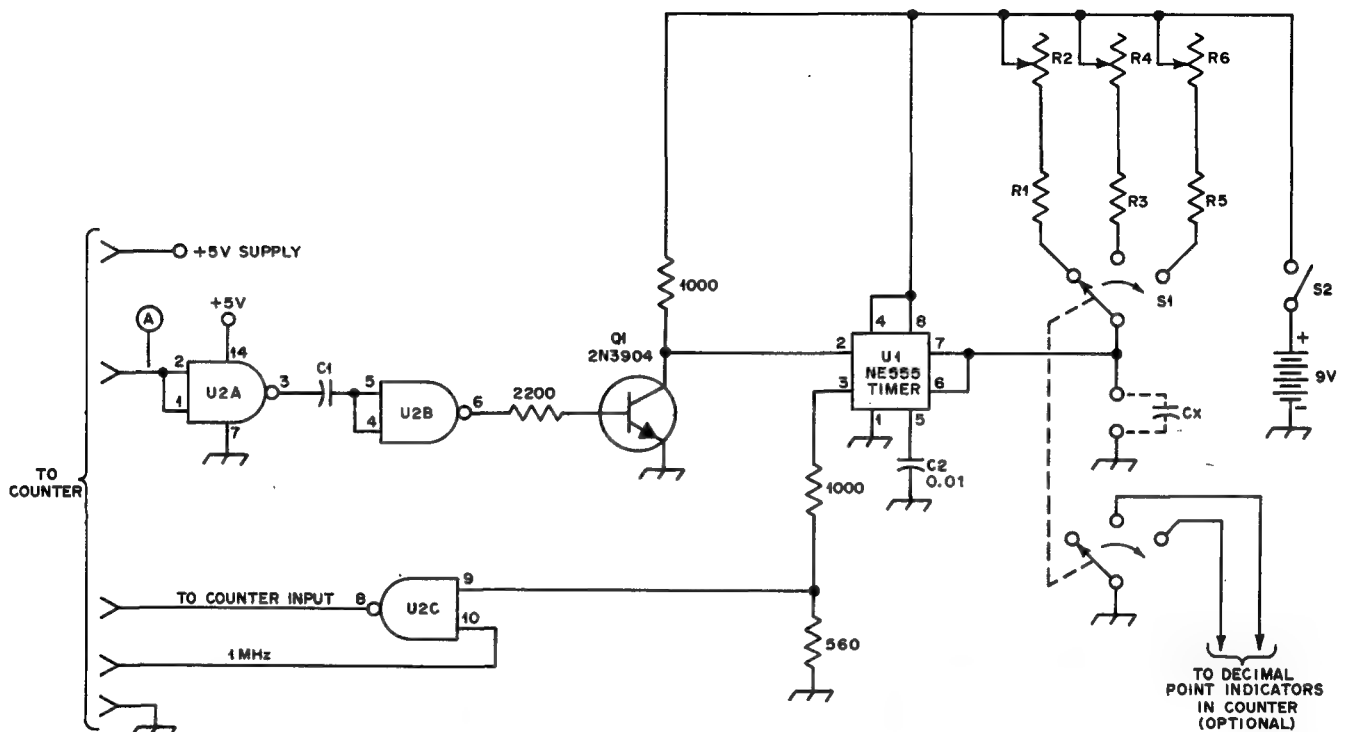 R2
R4
R6
R1
R3
R5
+5V SUPPLY
1000
S2
S1
+5V
A
Q1
2N3904
4
8
+
2
14
C1
2
U1
7
9V
U2A
3
5
2200
3
NE555
6
U2B
6
TIMER
Cx
1
4
-
7
1
5
C2
0.01
TO
COUNTER
1000
TO COUNTER INPUT
8
9
U2C
10
1MHz
560
TO DECIMAL
POINT INDICATORS
IN COUNTER
(OPTIONAL)